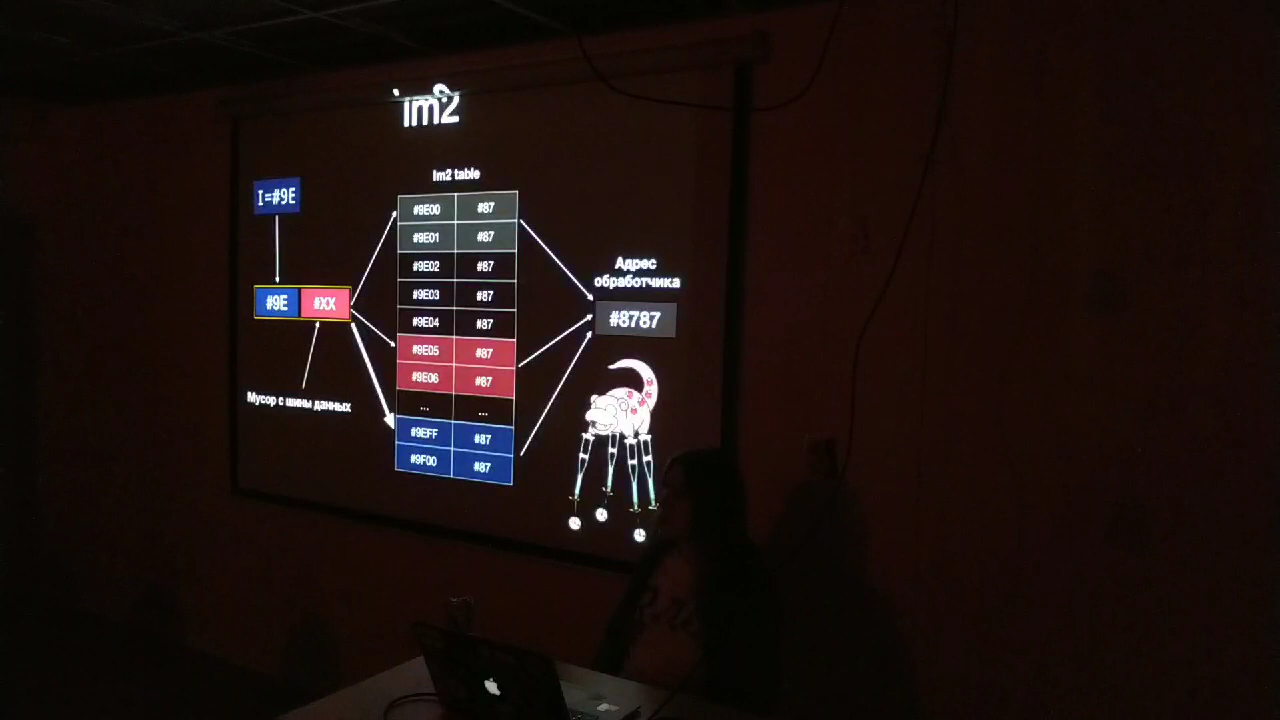 im2
Im2 table
I=#9E
#9E #XX
Мусор с шины данных
#9E00 #87
#9E01 #87
#9E02 #87
#9E03 #87
#9E04 #87
#9E05 #87
#9E06 #87
... ...
#9EFF #87
#9F00 #87
Адрес
обработчика
#8787